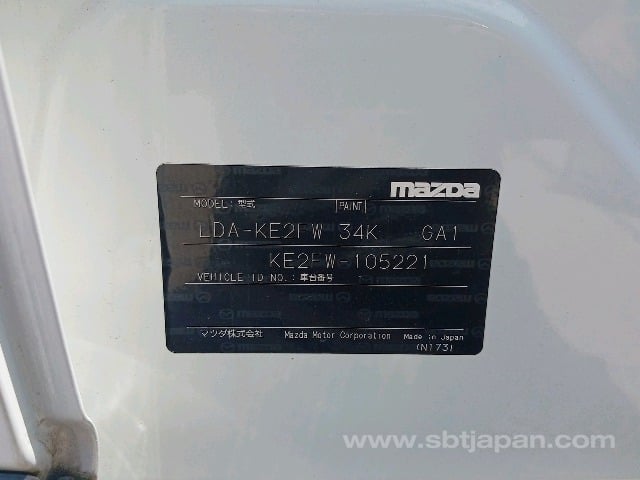 mazda
MODEL: 型式 PAINT
LDA-KE2FW 34K GA1
KE2FW-105221
VEHICLE ID NO.: 車台番号
マツダ株式会社 Mazda Motor Corporation Made in Japan
(N173)
www.sbtjapan.com